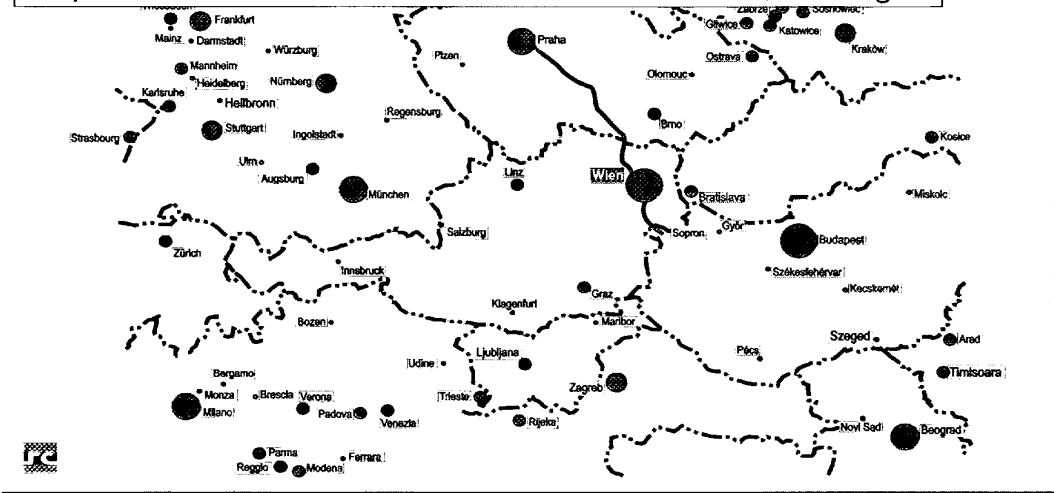 Frankfurt
Mainz
Darmstadt
Würzburg
Mannheim
Heidelberg
Nürnberg
Karlsruhe
Heilbronn
Strasbourg
Stuttgart
Ingolstadt
Regensburg
Ulm
Augsburg
München
Praha
Plzen
Gliwice
Katowice
Sosnowiec
Kraków
Ostrava
Olomouc
Brno
Kosice
Linz
Wien
Bratislava
Miskolc
Salzburg
Sopron
Győr
Budapest
Zürich
Innsbruck
Székesfehérvar
Kecskemét
Graz
Klagenfurt
Bozen
Maribor
Szeged
Arad
Pécs
Udine
Ljubljana
Timisoara
Bergamo
Monza
Brescia
Verona
Zagreb
Milano
Padova
Venezia
Trieste
Rijeka
Novi Sad
Beograd
Parma
Ferrara
Reggio
Modena